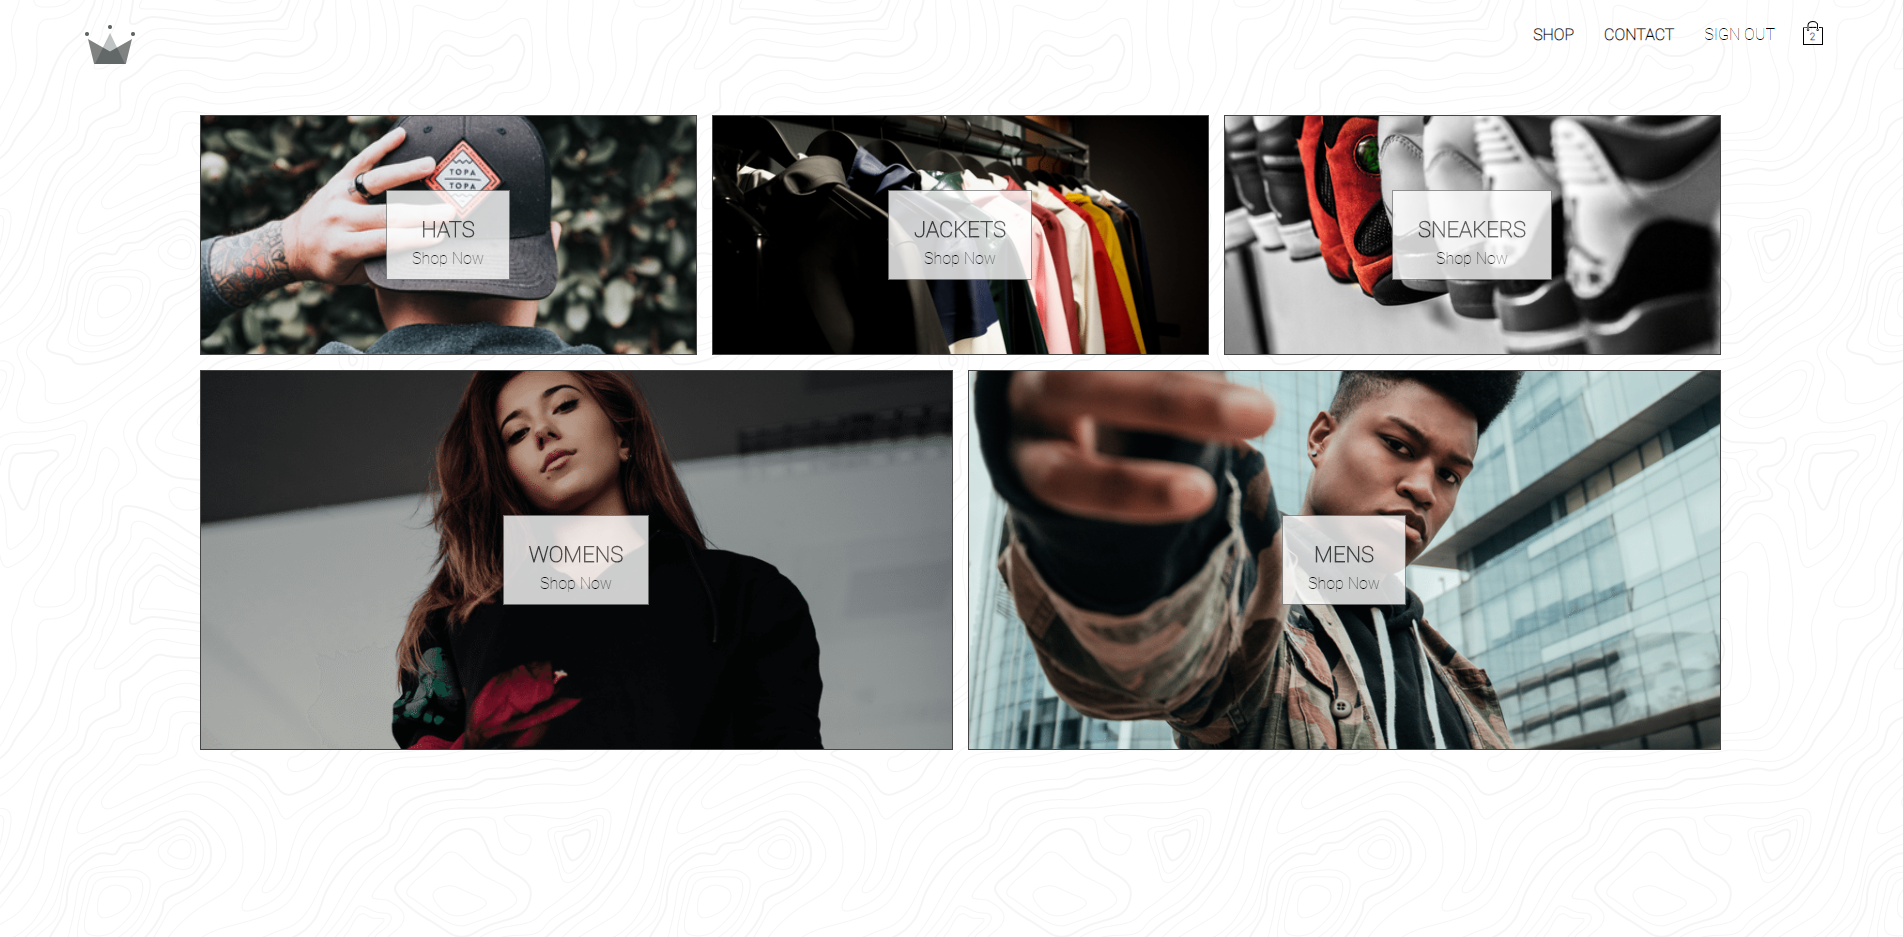 SHOP
CONTACT
SIGN OUT
2
TOPA
TOPA
HATS
Shop Now
JACKETS
Shop Now
SNEAKERS
Shop Now
WOMENS
Shop Now
MENS
Shop Now